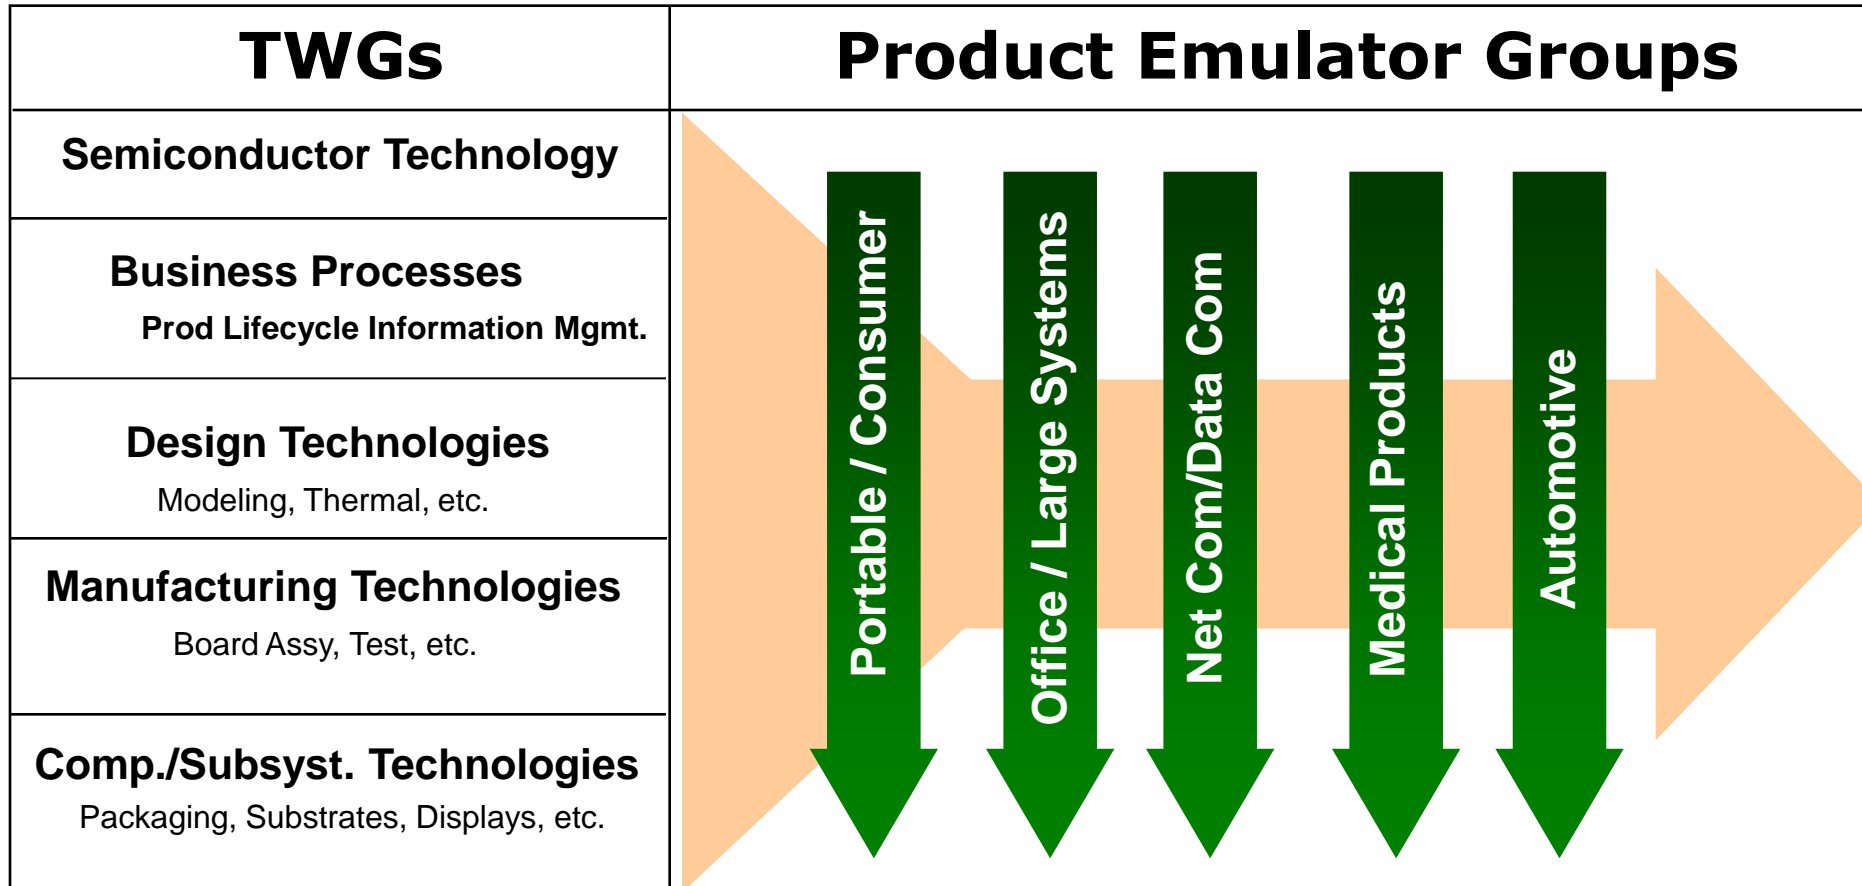 TWGs
Product Emulator Groups
Semiconductor Technology
Business Processes
Prod Lifecycle Information Mgmt.
Design Technologies
Modeling, Thermal, etc.
Manufacturing Technologies
Board Assy, Test, etc.
Comp./Subsyst. Technologies
Packaging, Substrates, Displays, etc.
Portable / Consumer
Office / Large Systems
Net Com/Data Com
Medical Products
Automotive